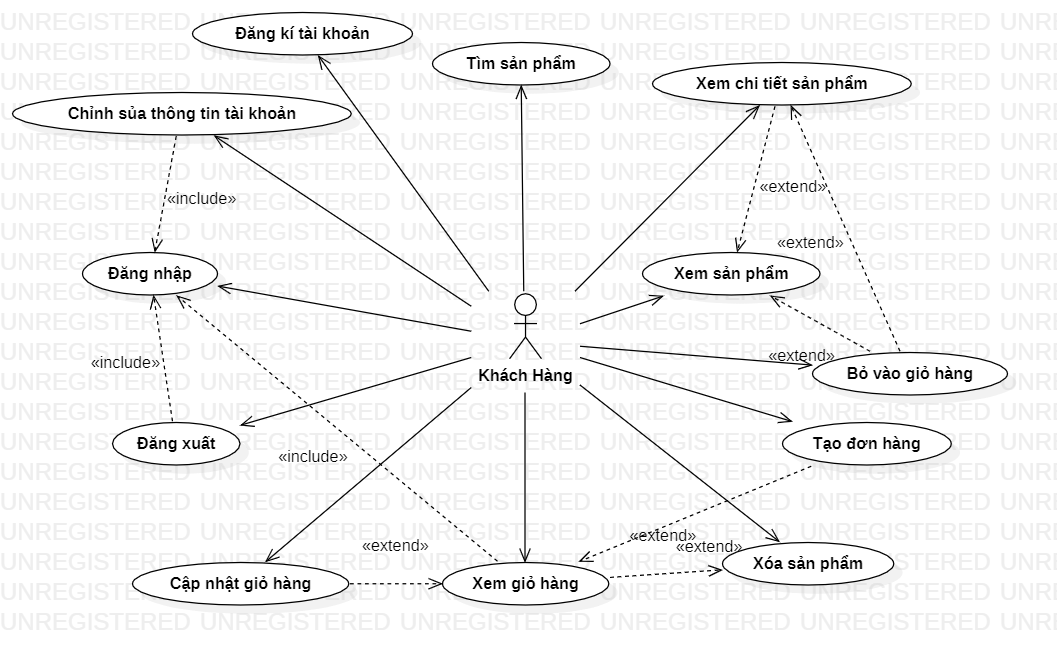 Đăng kí tài khoản
Tìm sản phẩm
Xem chi tiết sản phẩm
Chỉnh sủa thông tin tài khoản
«include»
«extend»
«extend»
Đăng nhập
Xem sản phẩm
«include»
«extend»
Khách Hàng
Bỏ vào giỏ hàng
Đăng xuất
Tạo đơn hàng
«include»
«extend»
«extend»
«extend»
Cập nhật giỏ hàng
Xem giỏ hàng
Xóa sản phẩm
UNREGISTERED